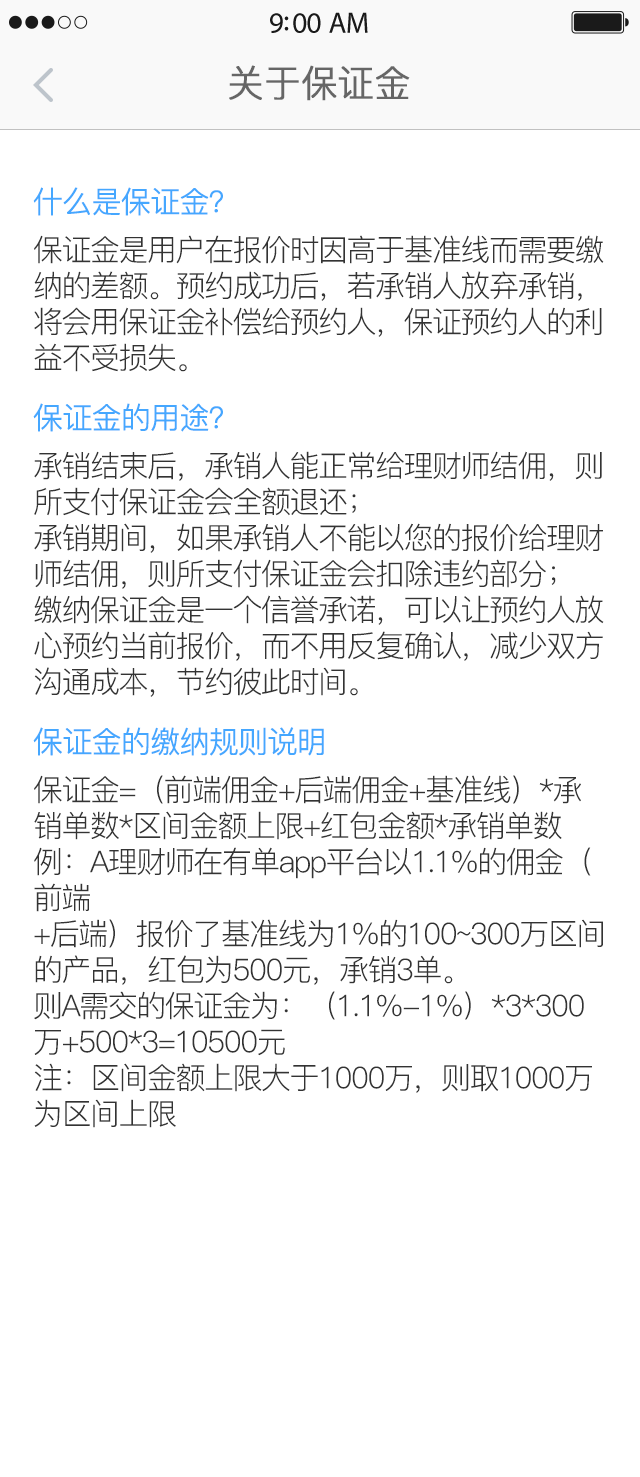 9:00 AM
关于保证金
什么是保证金?
保证金是用户在报价时因高于基准线而需要缴
纳的差额。预约成功后，若承销人放弃承销，
将会用保证金补偿给预约人，保证预约人的利
益不受损失。
保证金的用途?
承销结束后，承销人能正常给理财师结佣，则
所支付保证金会全额退还；
承销期间，如果承销人不能以您的报价给理财
师结佣，则所支付保证金会扣除违约部分；
缴纳保证金是一个信誉承诺，可以让预约人放
心预约当前报价，而不用反复确认，减少双方
沟通成本，节约彼此时间。
保证金的缴纳规则说明
保证金=（前端佣金+后端佣金+基准线）*承
销单数*区间金额上限+红包金额*承销单数
例：A理财师在有单app平台以1.1%的佣金（
前端
+后端）报价了基准线为1%的100~300万区间
的产品，红包为500元，承销3单。
则A需交的保证金为：（1.1%–1%）*3*300
万+500*3=10500元
注：区间金额上限大于1000万，则取1000万
为区间上限